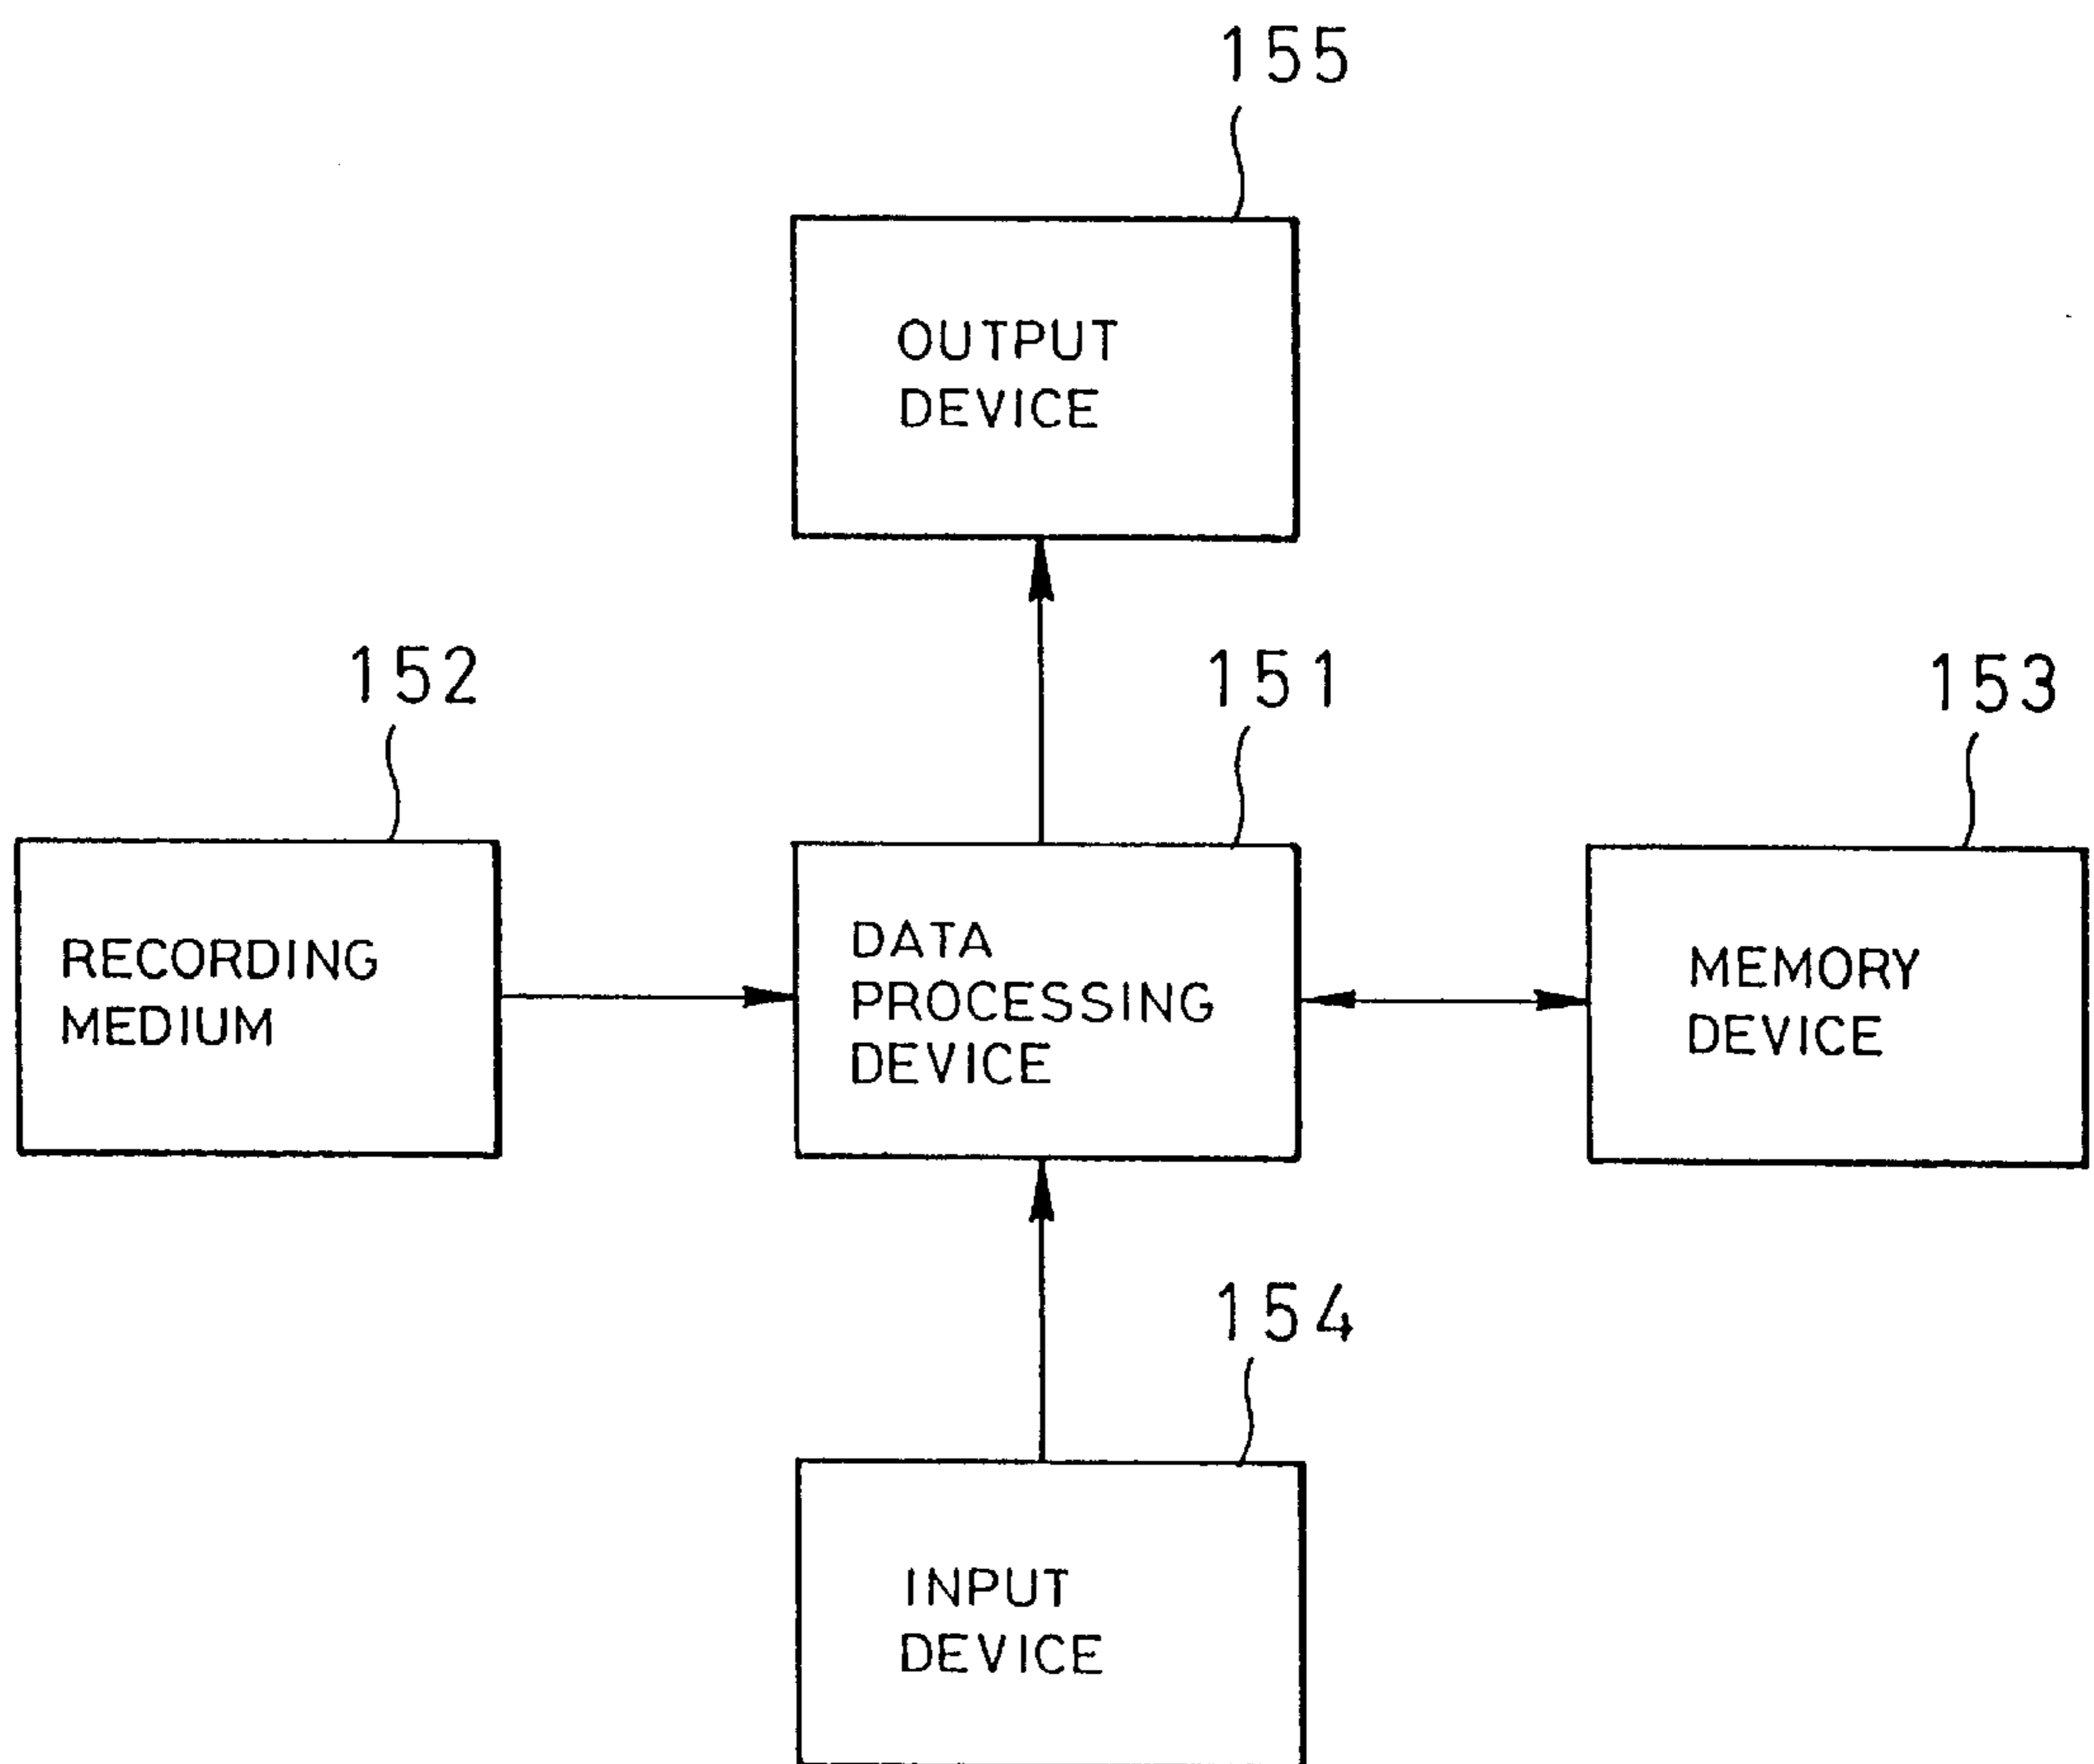 155
OUTPUT
DEVICE
152
151
153
RECORDING
MEDIUM
DATA
PROCESSING
DEVICE
MEMORY
DEVICE
154
INPUT
DEVICE